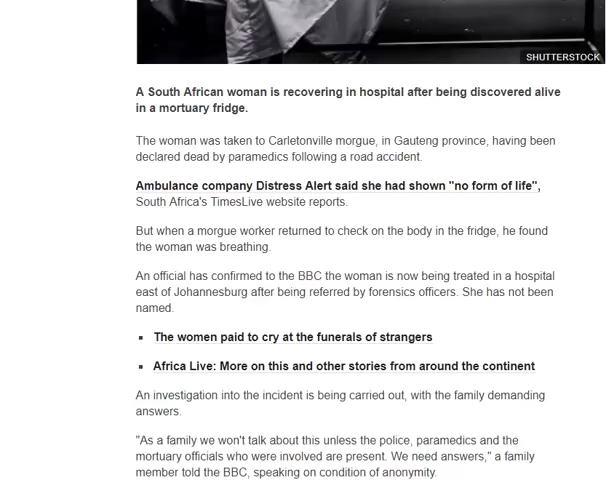 SHUTTERSTOCK
A South African woman is recovering in hospital after being discovered alive
in a mortuary fridge.
The woman was taken to Carletonville morgue, in Gauteng province, having been
declared dead by paramedics following a road accident.
Ambulance company Distress Alert said she had shown "no form of life",
South Africa's TimesLive website reports.
But when a morgue worker returned to check on the body in the fridge, he found
the woman was breathing.
An official has confirmed to the BBC the woman is now being treated in a hospital
east of Johannesburg after being referred by forensics officers. She has not been
named.
▪ The women paid to cry at the funerals of strangers
▪ Africa Live: More on this and other stories from around the continent
An investigation into the incident is being carried out, with the family demanding
answers.
"As a family we won't talk about this unless the police, paramedics and the
mortuary officials who were involved are present. We need answers," a family
member told the BBC, speaking on condition of anonymity.